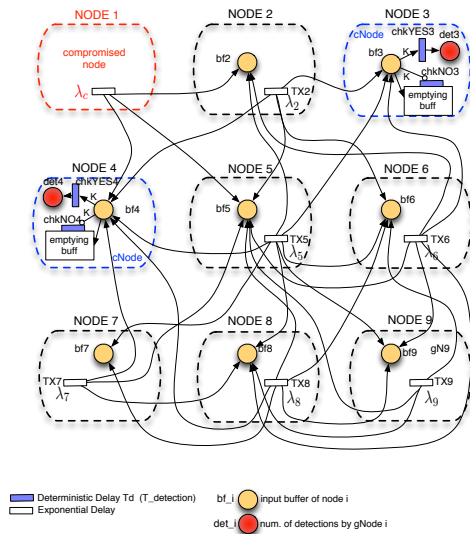 NODE 1
NODE 2
NODE 3
compromised node
λc
bf2
TX2
λ2
cNode
chkYES3
det3
bf3
K
K
chkNO3
emptying buff
NODE 4
NODE 5
NODE 6
det4
chkYES4
K
bf4
chkNO4
K
emptying buff
cNode
bf5
TX5
λ5
bf6
TX6
λ6
NODE 7
NODE 8
NODE 9
bf7
TX7
λ7
bf8
TX8
λ8
bf9
gN9
TX9
λ9
Deterministic Delay Td (T_detection)
Exponential Delay
bf_i
input buffer of node i
det_i
num. of detections by gNode i